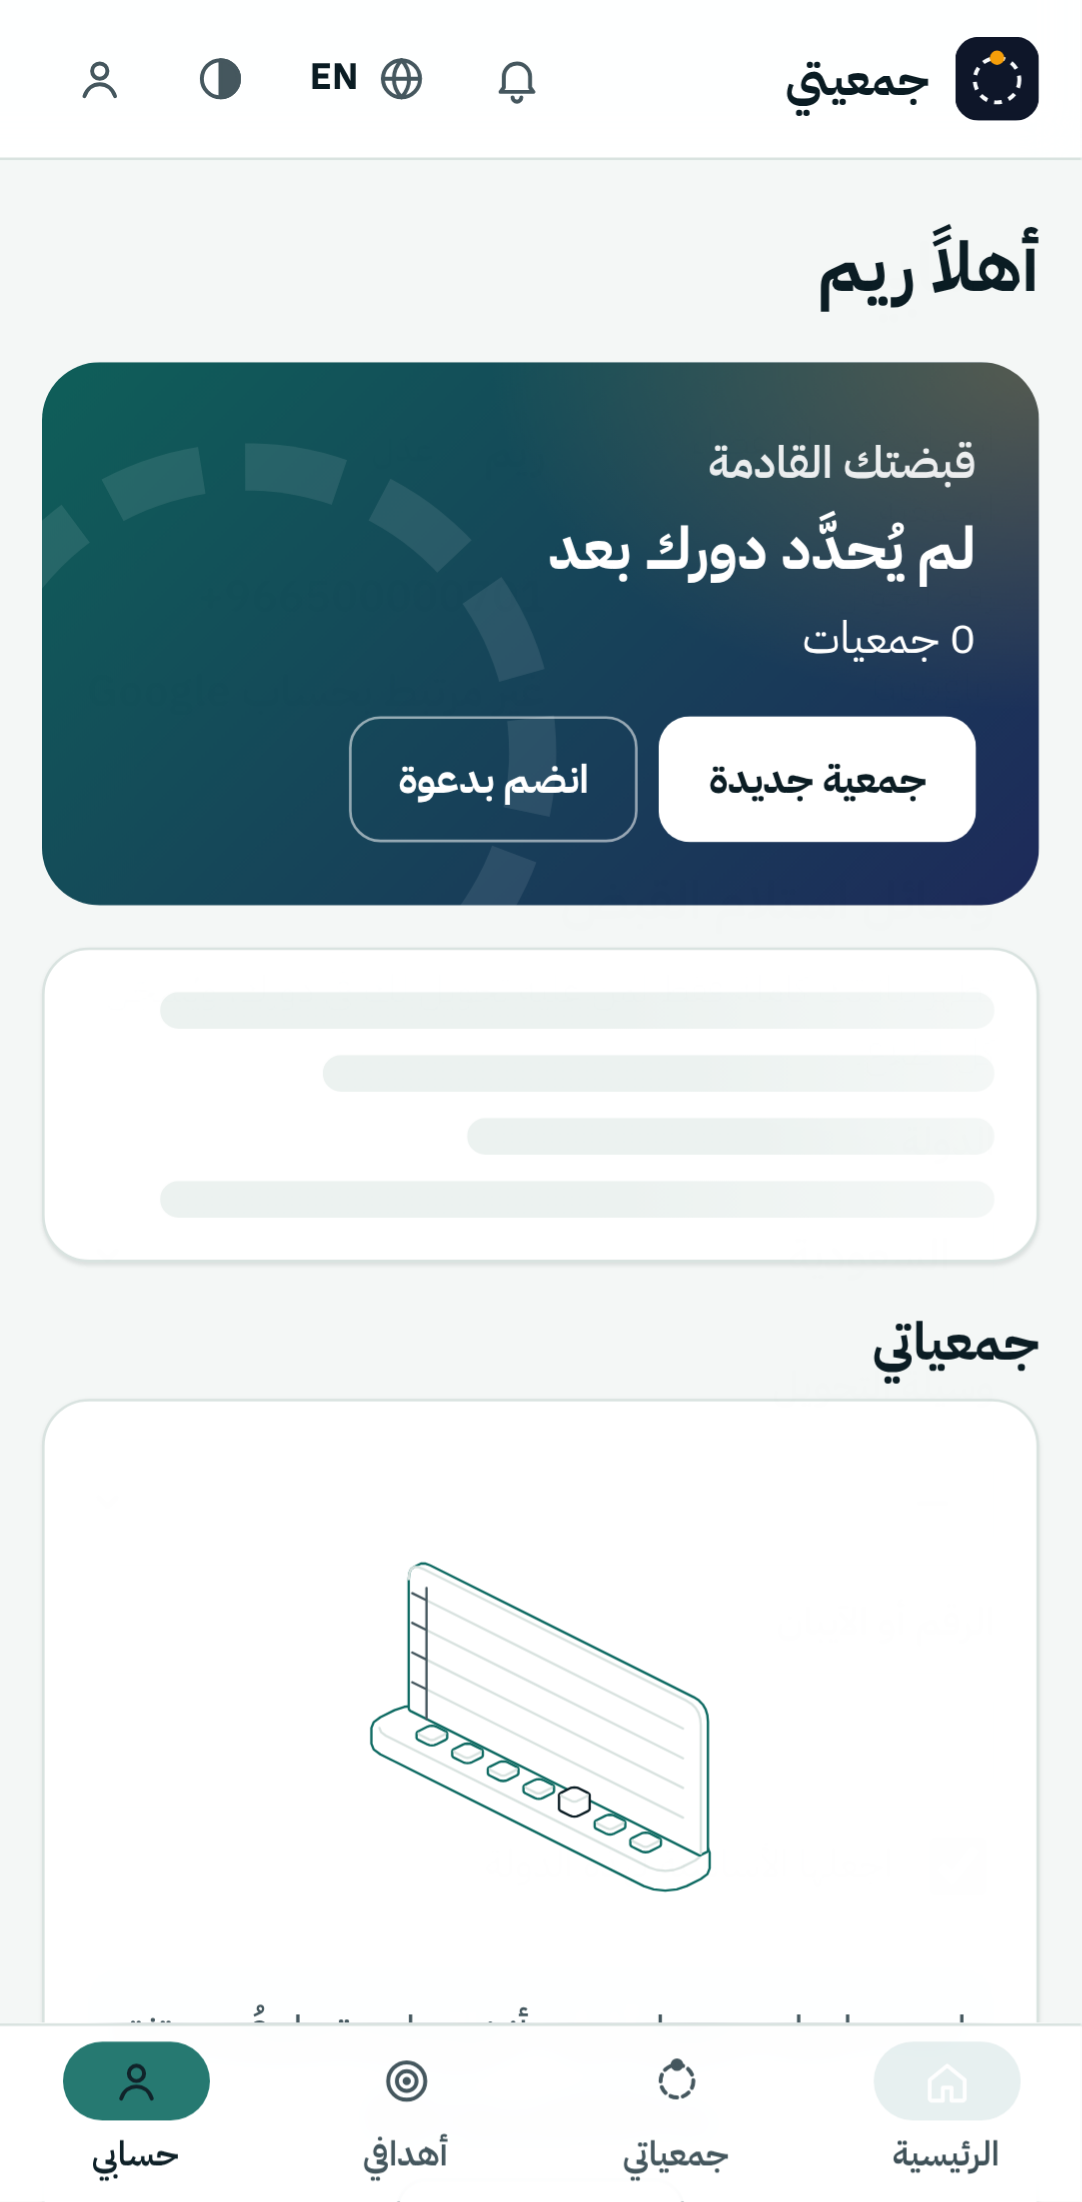 جمعيتي
EN
أهلاً ريم
قبضتك القادمة
لم يُحدَّد دورك بعد
0 جمعيات
جمعية جديدة
انضم بدعوة
جمعياتي
الرئيسية
جمعياتي
أهدافي
حسابي